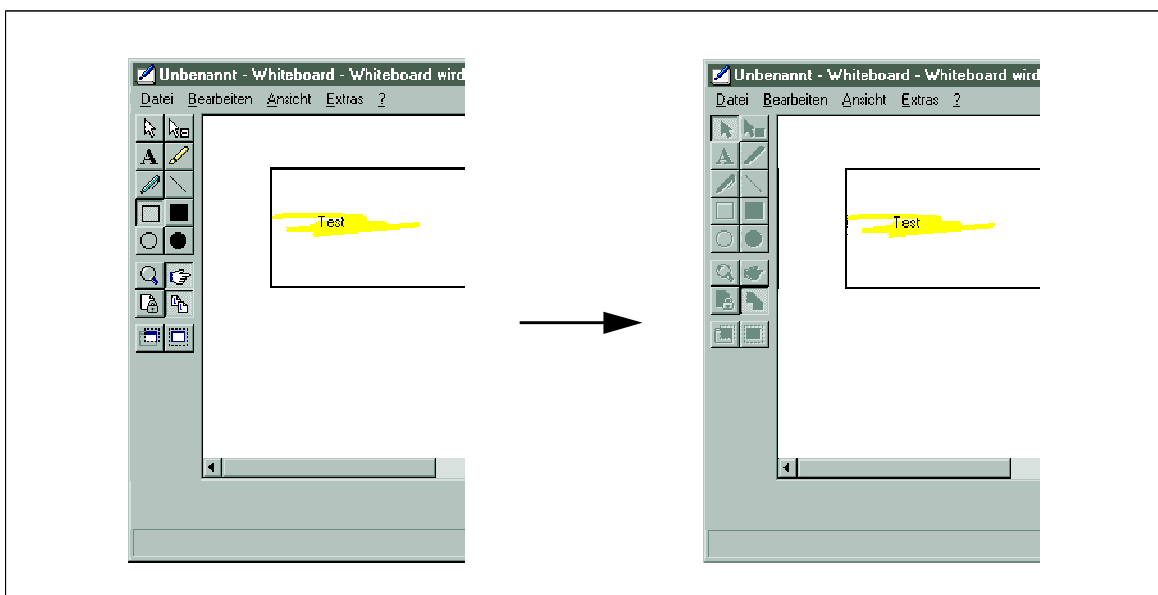 Unbenannt - Whiteboard - Whiteboard wird
Datei Bearbeiten Ansicht Extras ?
A
Test
Unbenannt - Whiteboard - Whiteboard wird
Datei Bearbeiten Ansicht Extras ?
A
Test